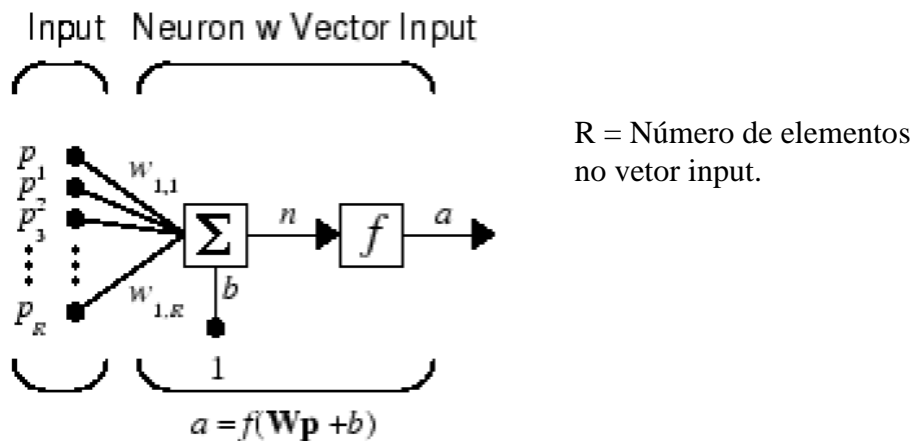 Input Neuron w Vector Input
p1
w1,1
p2
p3
pR
w1,R
Σ
n
f
a
b
1
a = f(Wp +b)
R = Número de elementos
no vetor input.